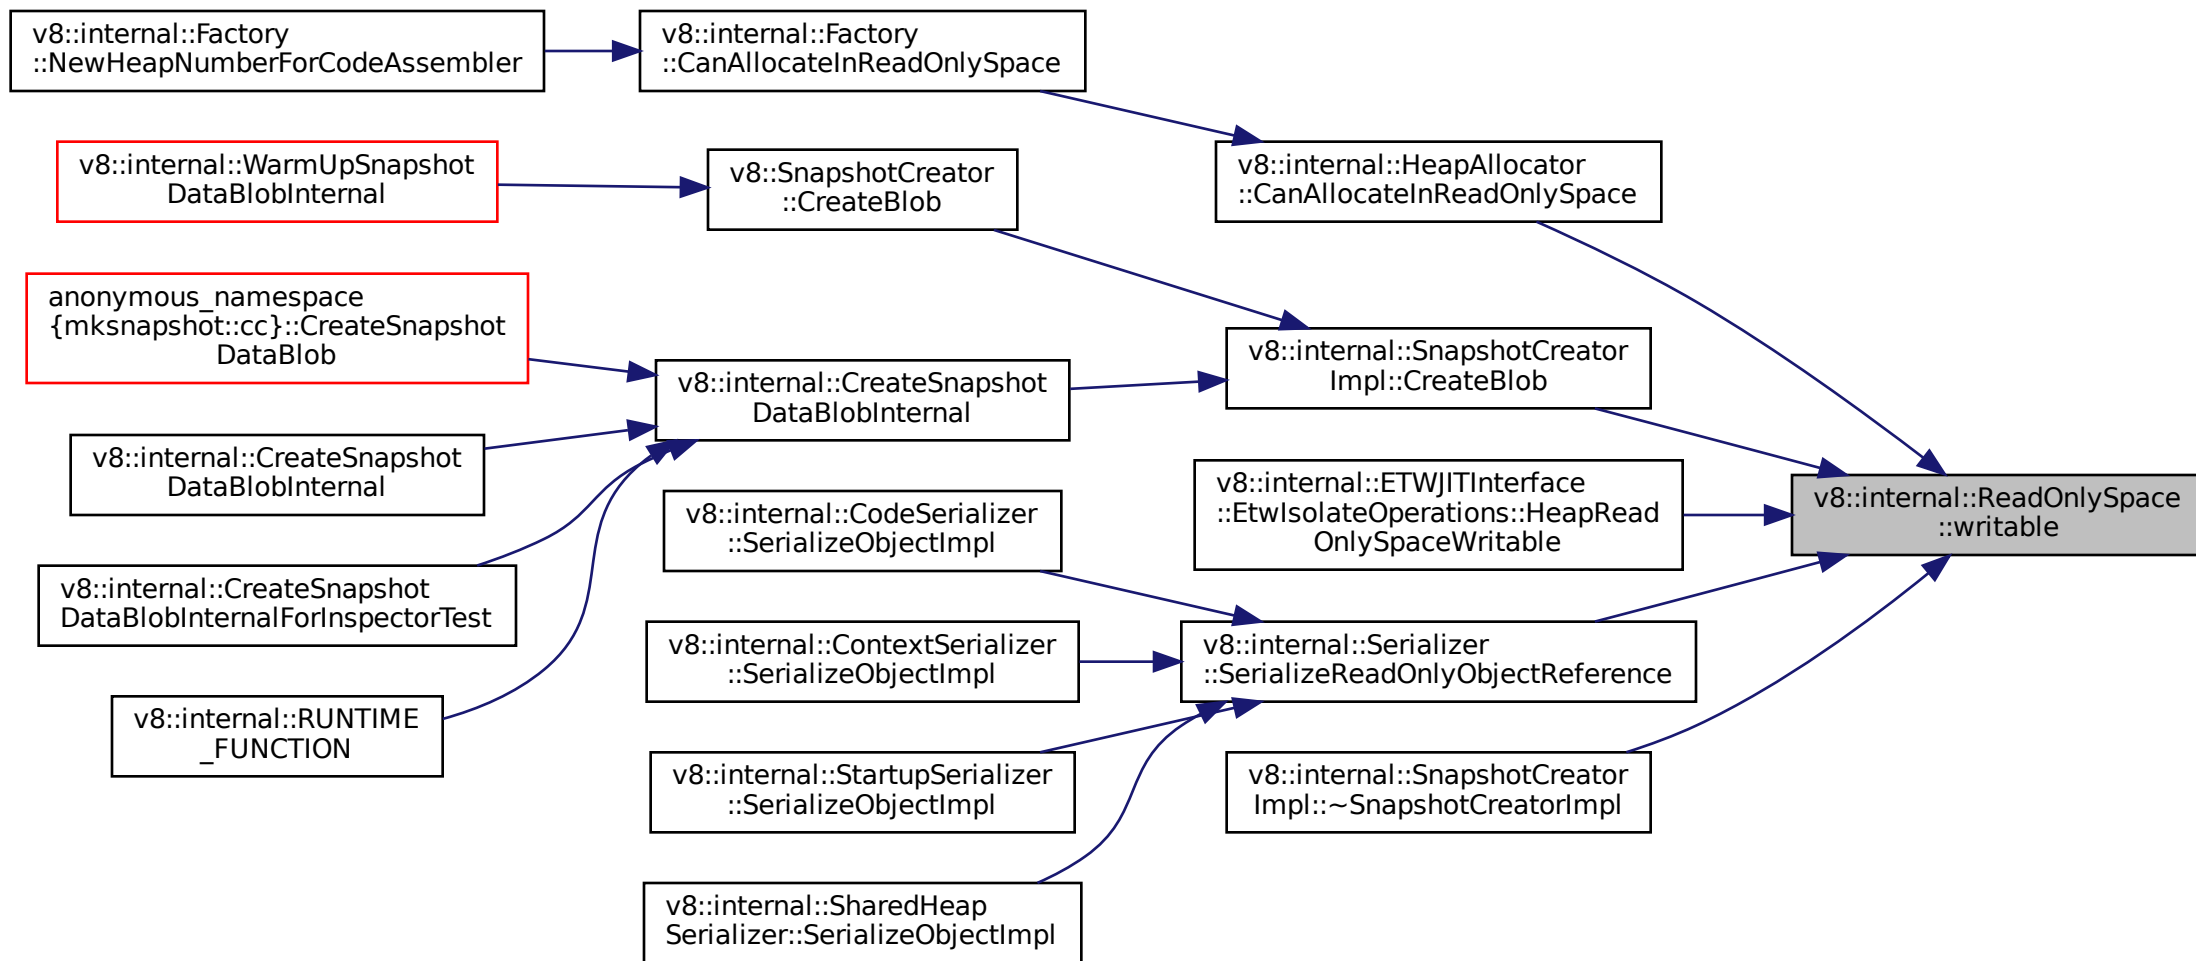 v8::internal::Factory
::NewHeapNumberForCodeAssembler
v8::internal::Factory
::CanAllocateInReadOnlySpace
v8::internal::WarmUpSnapshot
DataBlobInternal
v8::SnapshotCreator
::CreateBlob
v8::internal::HeapAllocator
::CanAllocateInReadOnlySpace
anonymous_namespace
{mksnapshot::cc}::CreateSnapshot
DataBlob
v8::internal::CreateSnapshot
DataBlobInternal
v8::internal::SnapshotCreator
Impl::CreateBlob
v8::internal::CreateSnapshot
DataBlobInternal
v8::internal::CodeSerializer
::SerializeObjectImpl
v8::internal::ETWJITInterface
::EtwIsolateOperations::HeapRead
OnlySpaceWritable
v8::internal::ReadOnlySpace
::writable
v8::internal::CreateSnapshot
DataBlobInternalForInspectorTest
v8::internal::ContextSerializer
::SerializeObjectImpl
v8::internal::Serializer
::SerializeReadOnlyObjectReference
v8::internal::RUNTIME
_FUNCTION
v8::internal::StartupSerializer
::SerializeObjectImpl
v8::internal::SnapshotCreator
Impl::~SnapshotCreatorImpl
v8::internal::SharedHeap
Serializer::SerializeObjectImpl